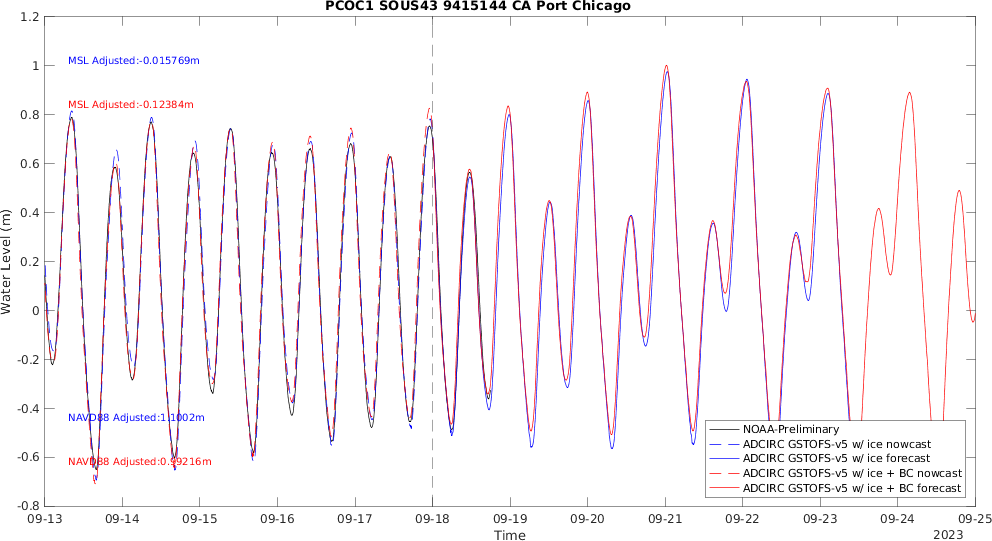 PCOC1 SOUS43 9415144 CA Port Chicago
1.2
1
0.8
0.6
0.4
0.2
0
-0.2
-0.4
-0.6
-0.8
Water Level (m)
MSL Adjusted:-0.015769m
MSL Adjusted:-0.12384m
NAVD88 Adjusted:1.1002m
NAVD88 Adjusted:0.99216m
NOAA-Preliminary
ADCIRC GSTOFS-v5 w/ ice nowcast
ADCIRC GSTOFS-v5 w/ ice forecast
ADCIRC GSTOFS-v5 w/ ice + BC nowcast
ADCIRC GSTOFS-v5 w/ ice + BC forecast
09-13 09-14 09-15 09-16 09-17 09-18 09-19 09-20 09-21 09-22 09-23 09-24 09-25
Time
2023